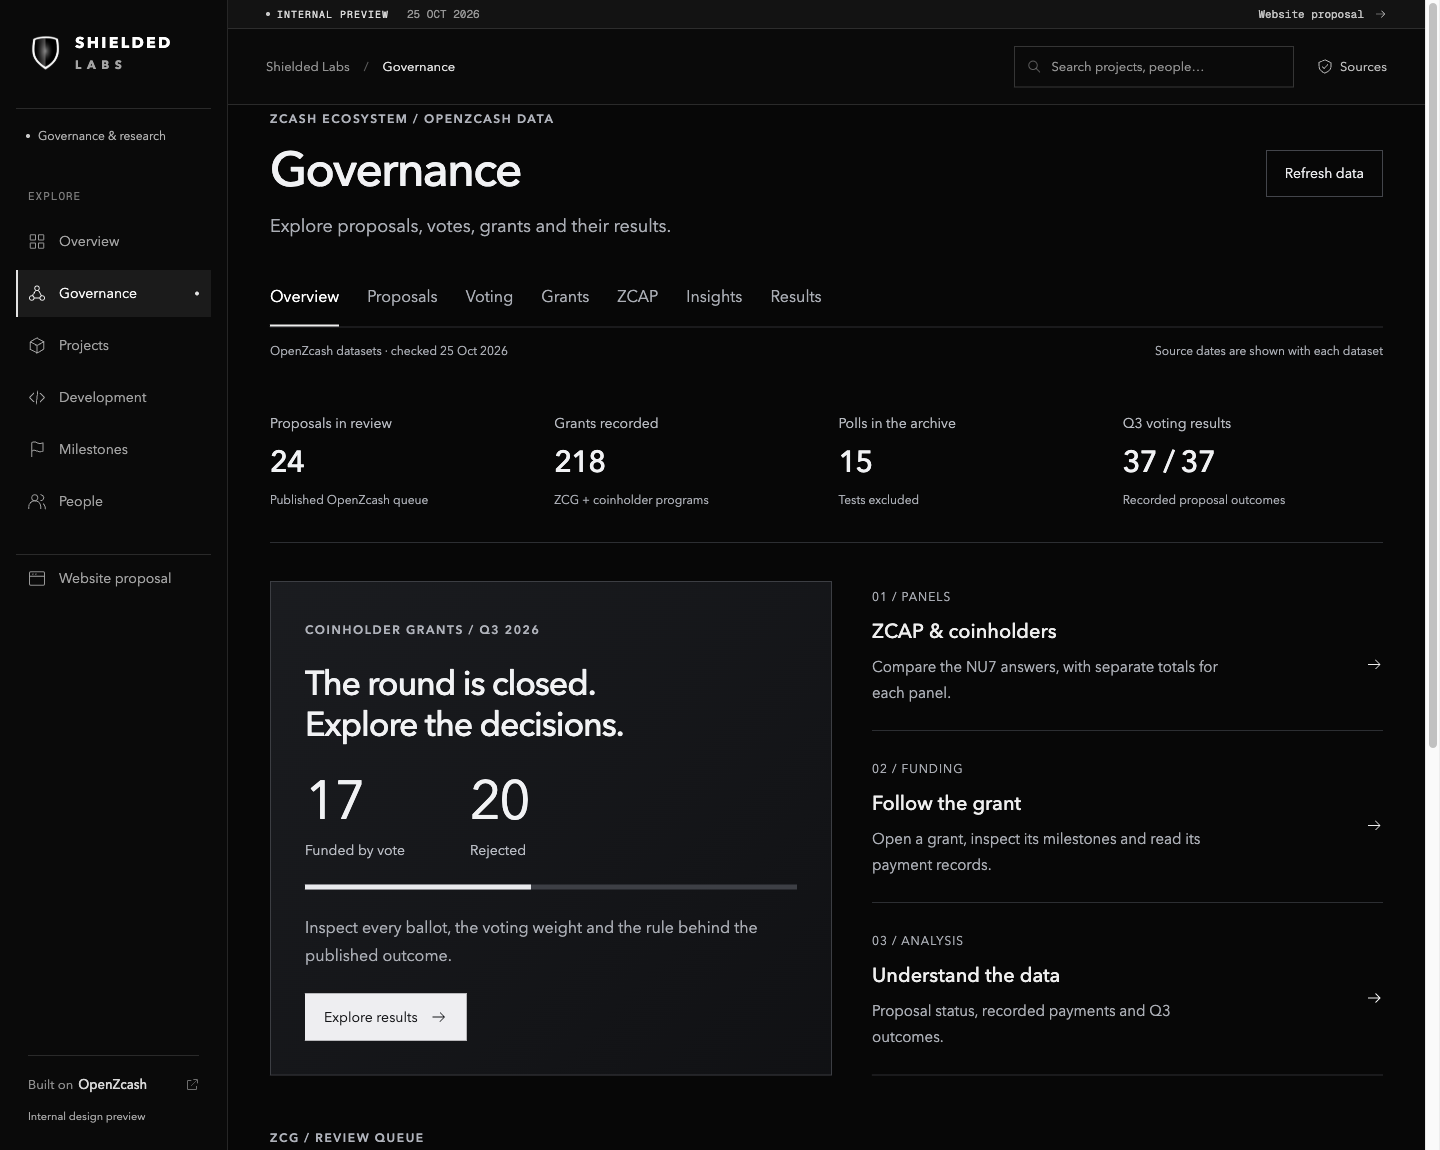 SHIELDED
LABS
Governance & research
EXPLORE
Overview
Governance
Projects
Development
Milestones
People
Website proposal
Built on OpenZcash
Internal design preview
INTERNAL PREVIEW 25 OCT 2026
Website proposal
Shielded Labs / Governance
Search projects, people...
Sources
ZCASH ECOSYSTEM / OPENZCASH DATA
Governance
Refresh data
Explore proposals, votes, grants and their results.
Overview Proposals Voting Grants ZCAP Insights Results
OpenZcash datasets · checked 25 Oct 2026
Source dates are shown with each dataset
Proposals in review
24
Published OpenZcash queue
Grants recorded
218
ZCG + coinholder programs
Polls in the archive
15
Tests excluded
Q3 voting results
37 / 37
Recorded proposal outcomes
COINHOLDER GRANTS / Q3 2026
The round is closed.
Explore the decisions.
17
Funded by vote
20
Rejected
Inspect every ballot, the voting weight and the rule behind the
published outcome.
Explore results
01 / PANELS
ZCAP & coinholders
Compare the NU7 answers, with separate totals for
each panel.
02 / FUNDING
Follow the grant
Open a grant, inspect its milestones and read its
payment records.
03 / ANALYSIS
Understand the data
Proposal status, recorded payments and Q3
outcomes.
ZCG / REVIEW QUEUE